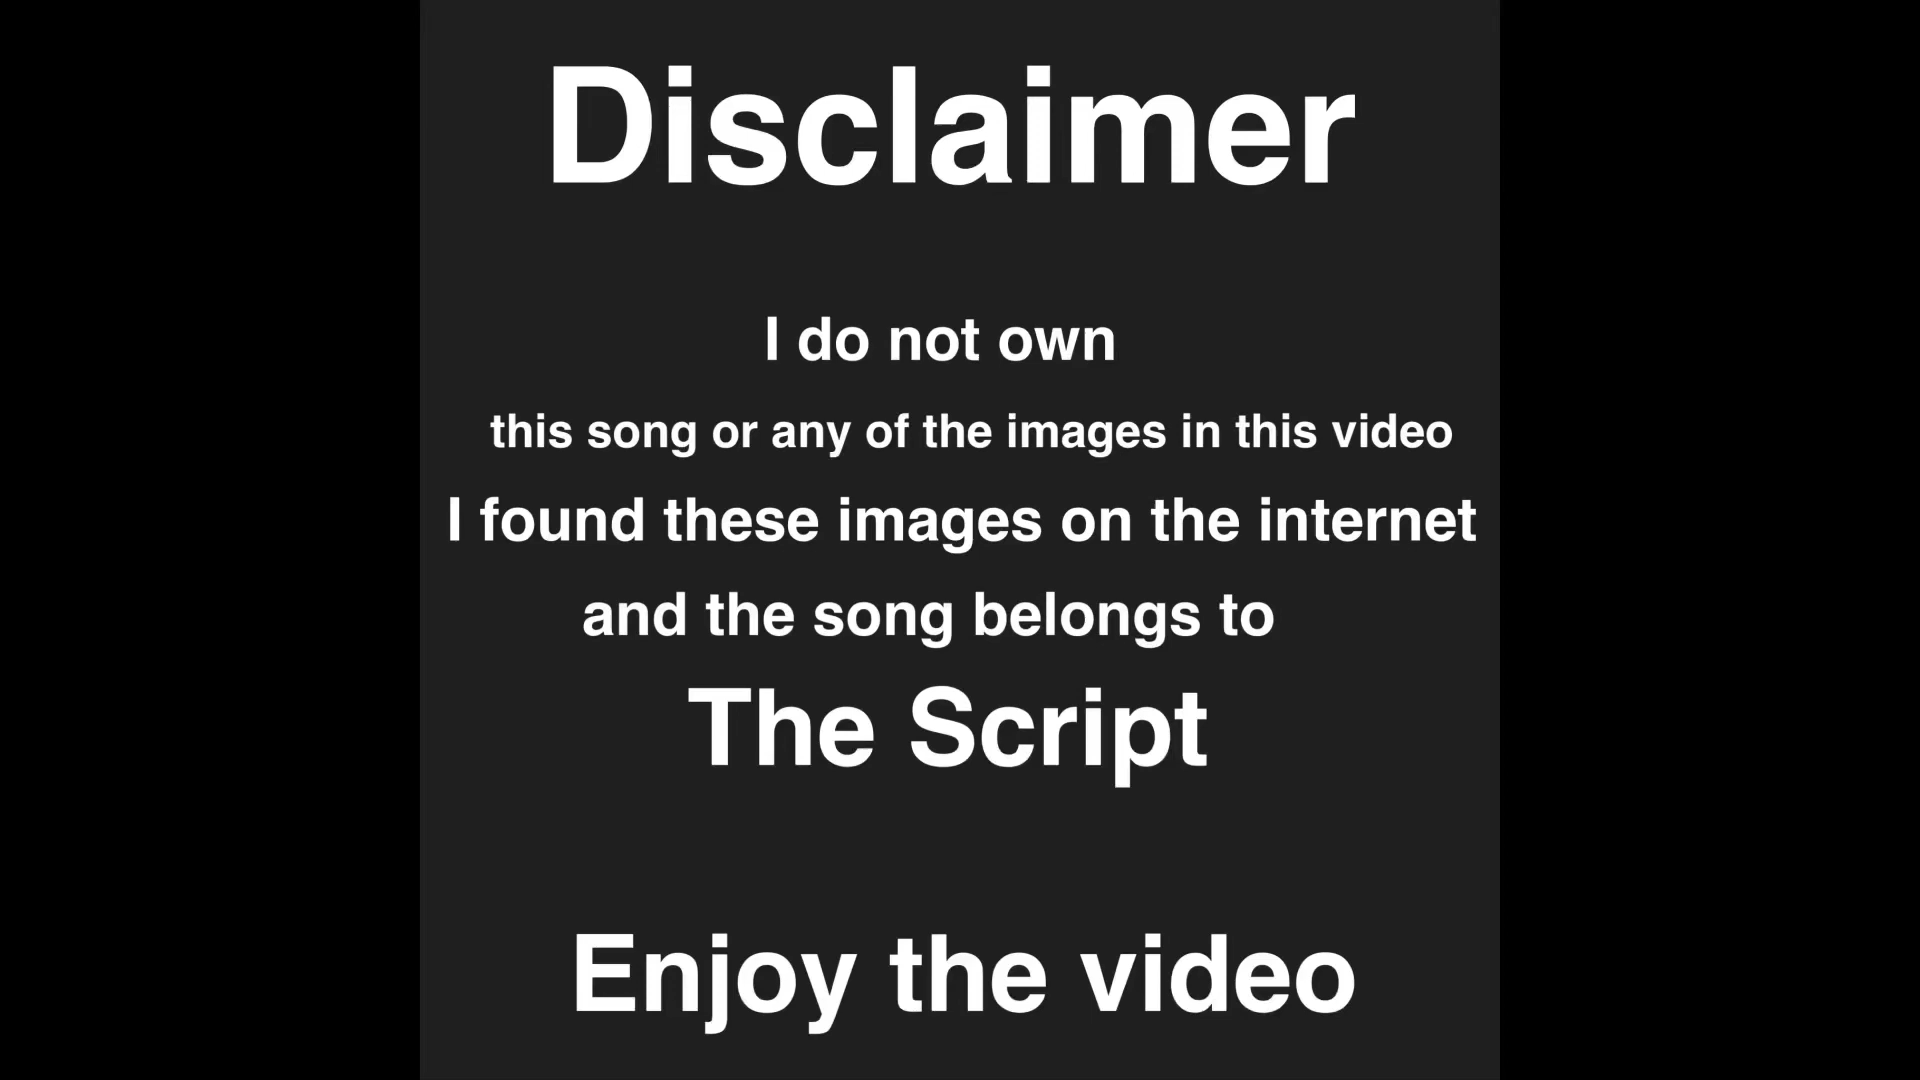 Disclaimer
I do not own
this song or any of the images in this video
I found these images on the internet
and the song belongs to
The Script
Enjoy the video